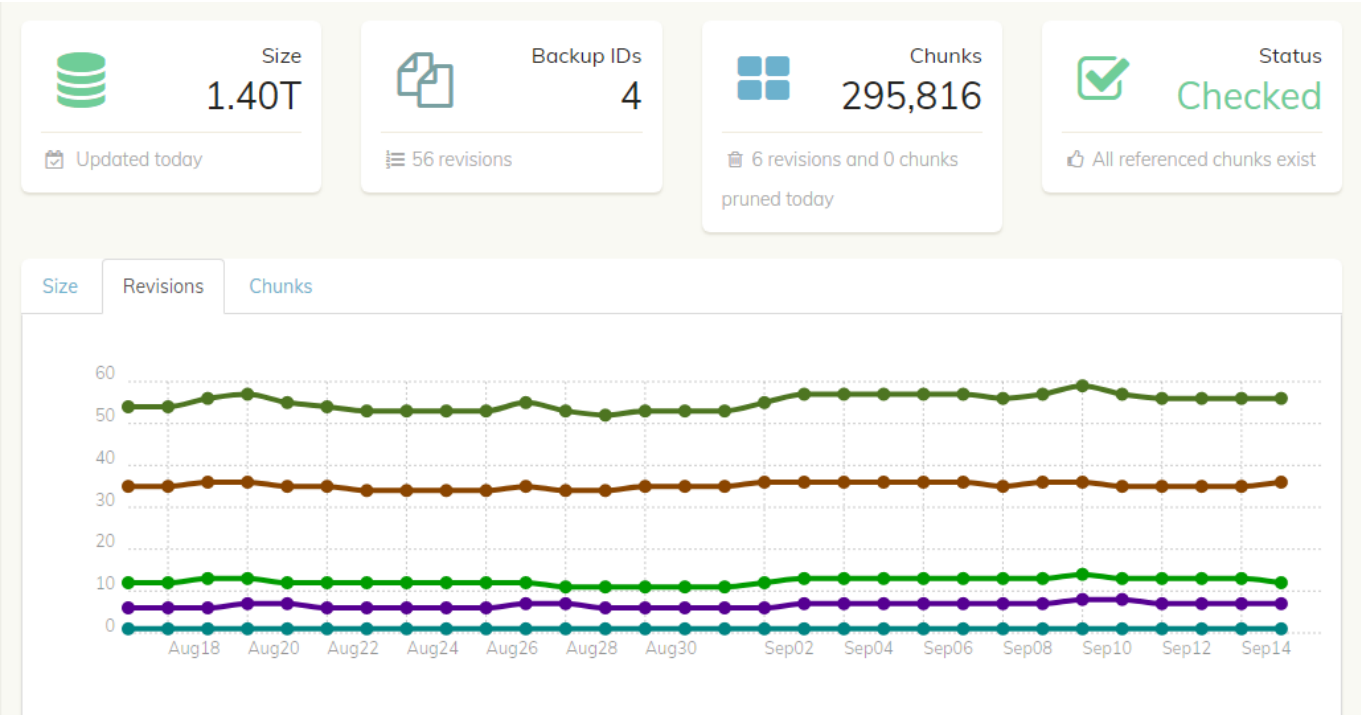 Size
1.40T
Updated today
Backup IDs
4
56 revisions
Chunks
295,816
6 revisions and 0 chunks
pruned today
Status
Checked
All referenced chunks exist
Size Revisions Chunks
60
50
40
30
20
10
0
Aug18 Aug20 Aug22 Aug24 Aug26 Aug28 Aug30 Sep02 Sep04 Sep06 Sep08 Sep10 Sep12 Sep14